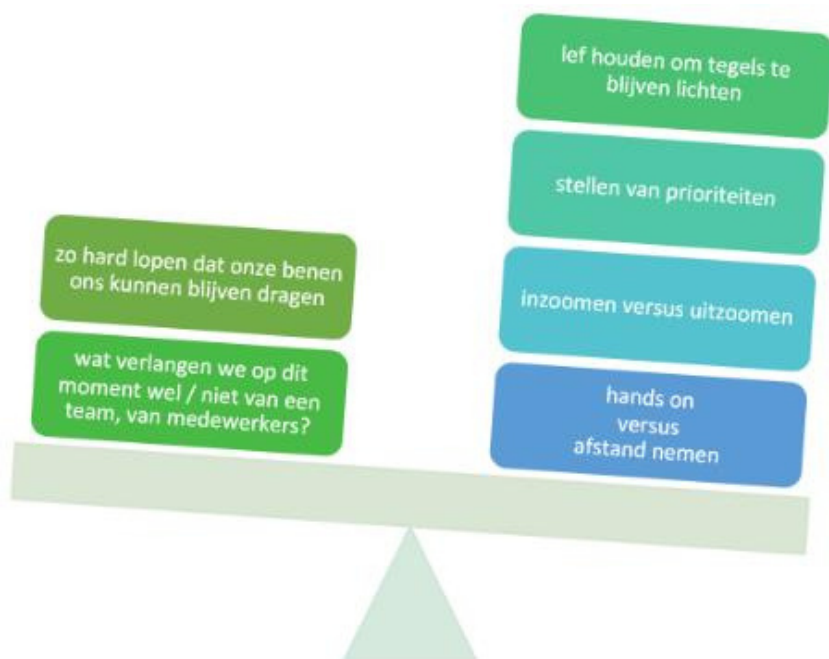 zo hard lopen dat onze benen
ons kunnen blijven dragen
wat verlangen we op dit
moment wel / niet van een
team, van medewerkers?
lef houden om tegels te
blijven lichten
stellen van prioriteiten
inzoomen versus uitzoomen
hands on
versus
afstand nemen